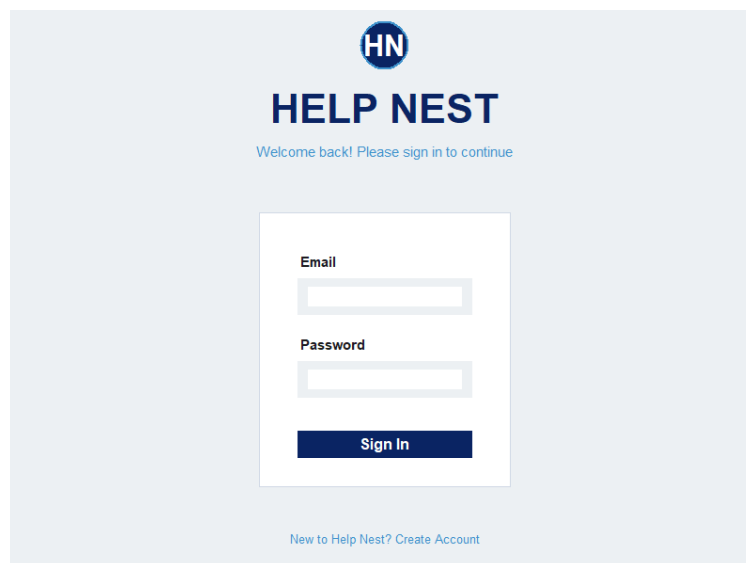 HN
HELP NEST
Welcome back! Please sign in to continue
Email
Password
Sign In
New to Help Nest? Create Account